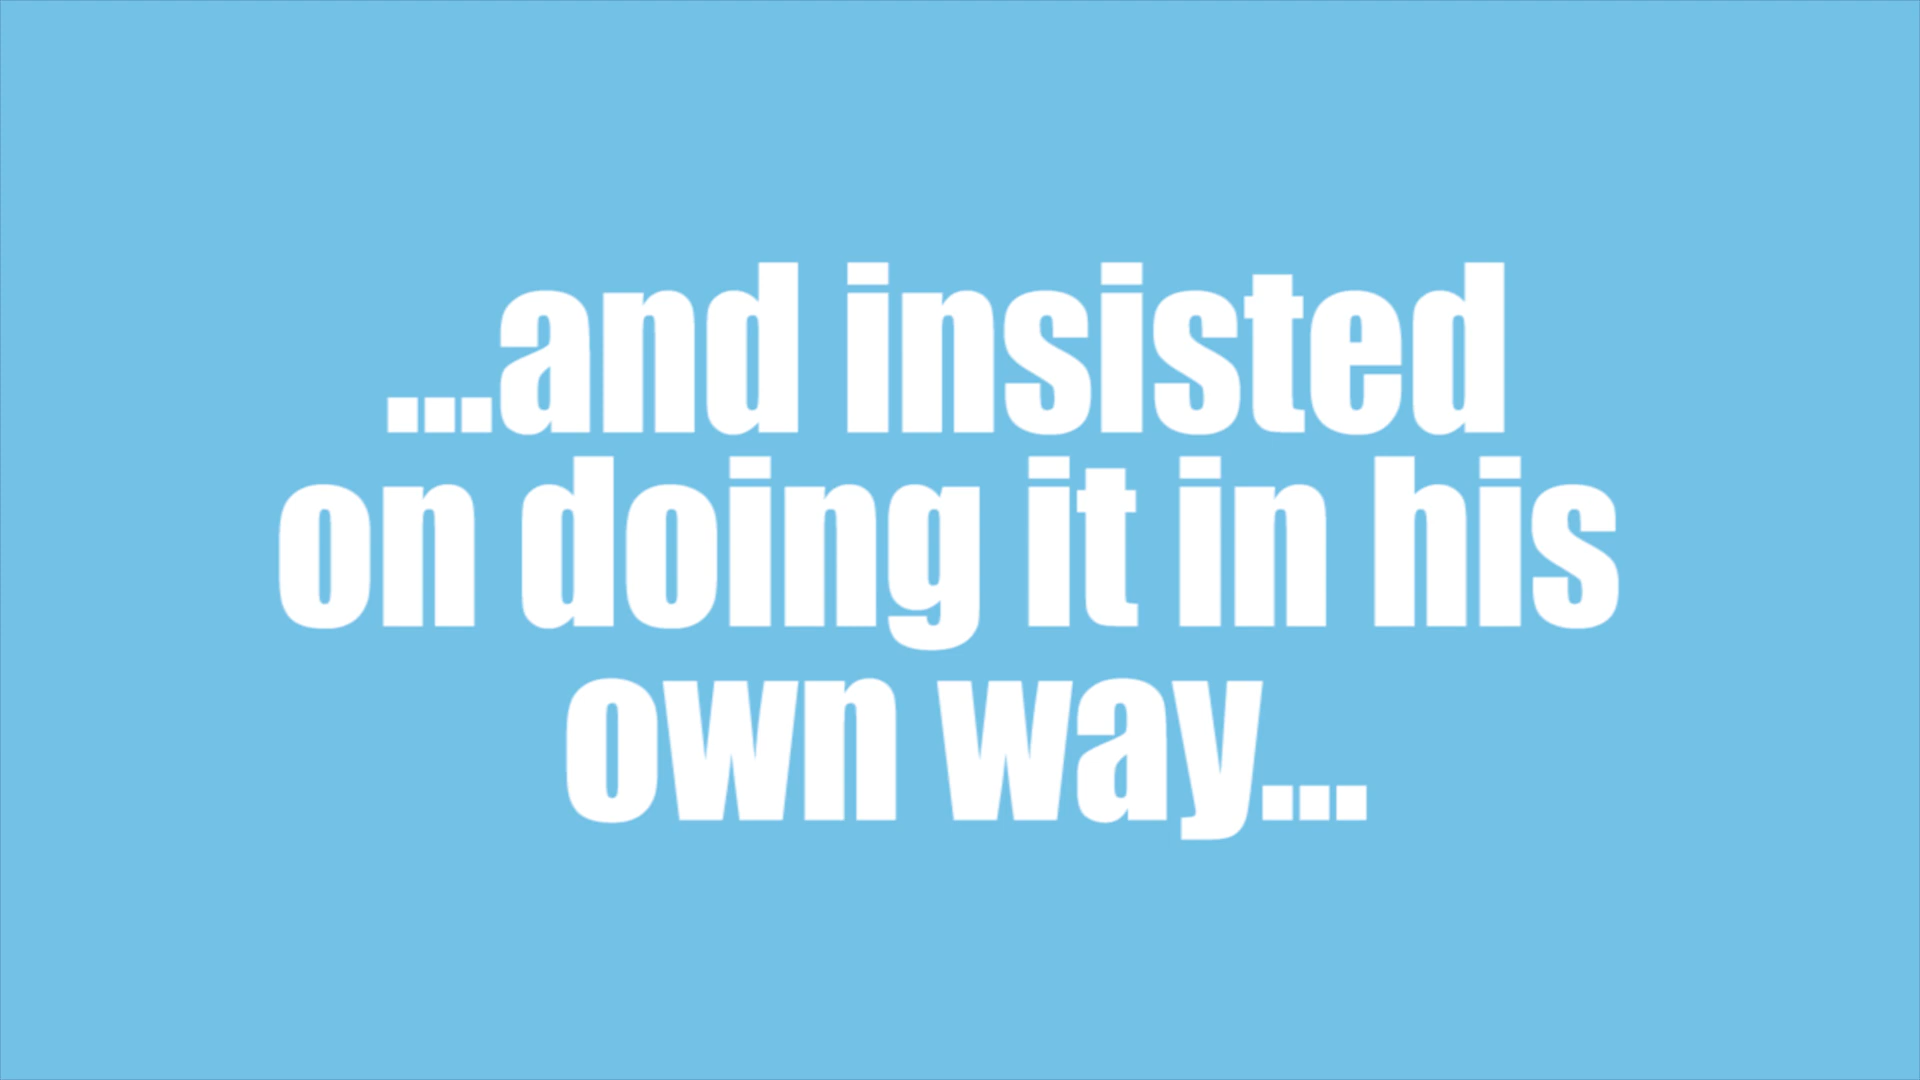 ...and insisted
on doing it in his
own way...